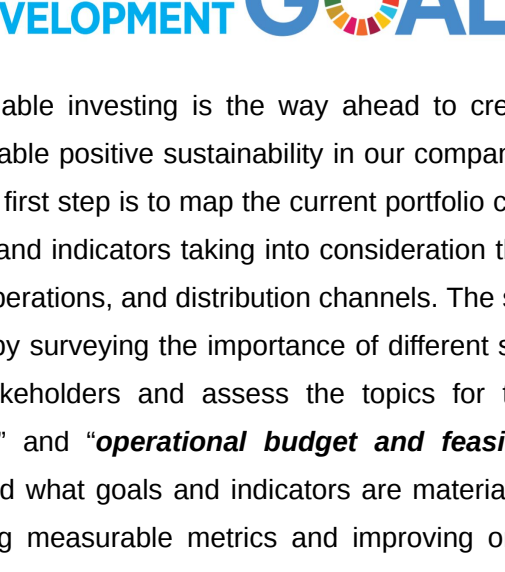 VELOPMENT GOAL
able investing is the way ahead to cre
able positive sustainability in our compan
first step is to map the current portfolio c
and indicators taking into consideration t
perations, and distribution channels. The s
by surveying the importance of different s
keholders and assess the topics for t
” and “operational budget and feasi
d what goals and indicators are materia
g measurable metrics and improving o